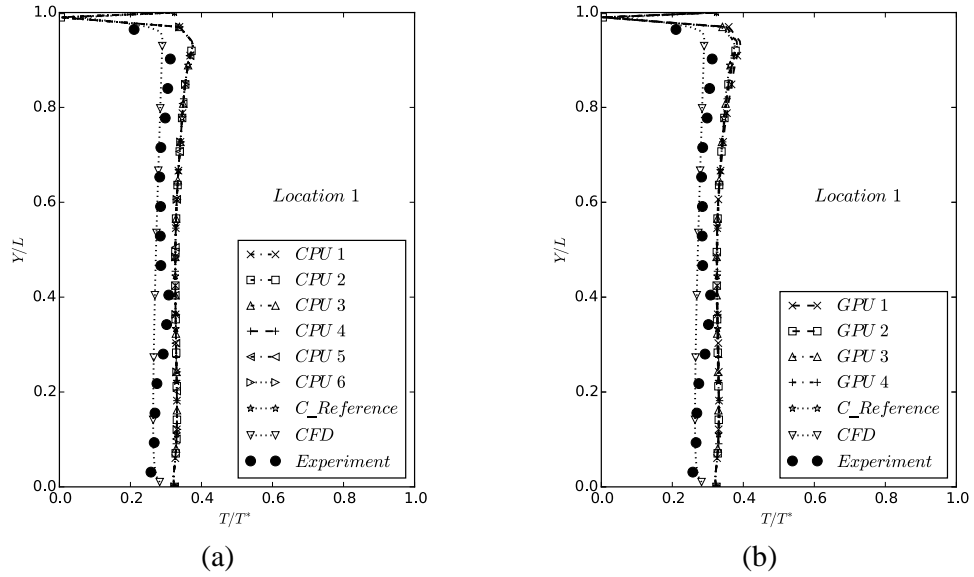 1.0
0.8
0.6
0.4
0.2
0.0
Y/L
0.0 0.2 0.4 0.6 0.8 1.0
T/T*
Location 1
CPU 1
CPU 2
CPU 3
CPU 4
CPU 5
CPU 6
C_Reference
CFD
Experiment
(a)
1.0
0.8
0.6
0.4
0.2
0.0
Y/L
0.0 0.2 0.4 0.6 0.8 1.0
T/T*
Location 1
GPU 1
GPU 2
GPU 3
GPU 4
C_Reference
CFD
Experiment
(b)